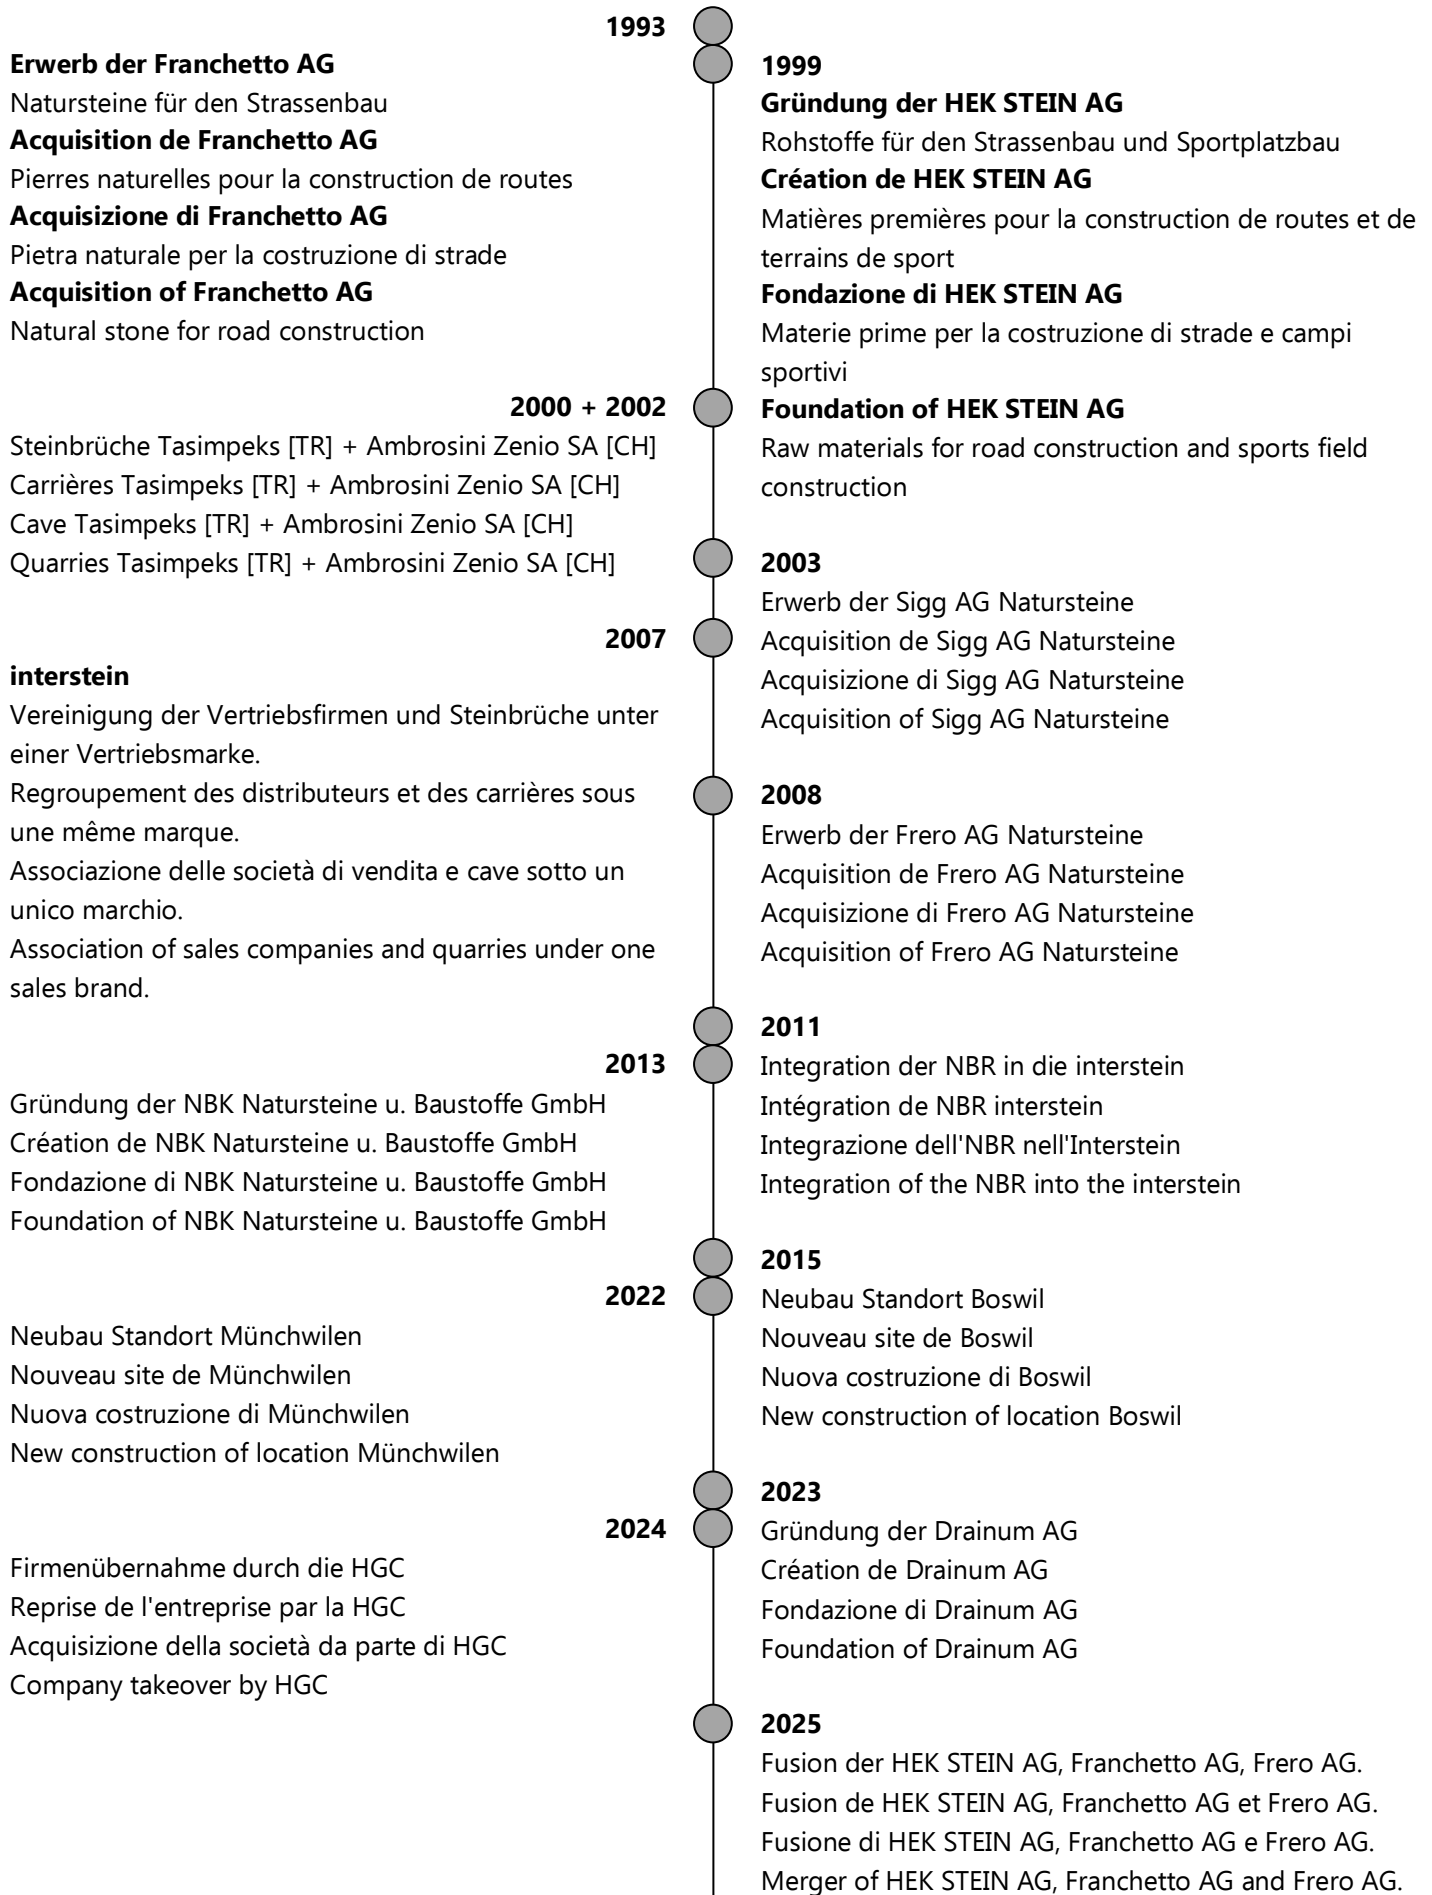 1993
Erwerb der Franchetto AG
Natursteine für den Strassenbau
Acquisition de Franchetto AG
Pierres naturelles pour la construction de routes
Acquisizione di Franchetto AG
Pietra naturale per la costruzione di strade
Acquisition of Franchetto AG
Natural stone for road construction
1999
Gründung der HEK STEIN AG
Rohstoffe für den Strassenbau und Sportplatzbau
Création de HEK STEIN AG
Matières premières pour la construction de routes et de
terrains de sport
Fondazione di HEK STEIN AG
Materie prime per la costruzione di strade e campi
sportivi
Foundation of HEK STEIN AG
Raw materials for road construction and sports field
construction
2000 + 2002
Steinbrüche Tasimpeks [TR] + Ambrosini Zenio SA [CH]
Carrières Tasimpeks [TR] + Ambrosini Zenio SA [CH]
Cave Tasimpeks [TR] + Ambrosini Zenio SA [CH]
Quarries Tasimpeks [TR] + Ambrosini Zenio SA [CH]
2003
Erwerb der Sigg AG Natursteine
Acquisition de Sigg AG Natursteine
Acquisizione di Sigg AG Natursteine
Acquisition of Sigg AG Natursteine
2007
interstein
Vereinigung der Vertriebsfirmen und Steinbrüche unter
einer Vertriebsmarke.
Regroupement des distributeurs et des carrières sous
une même marque.
Associazione delle società di vendita e cave sotto un
unico marchio.
Association of sales companies and quarries under one
sales brand.
2008
Erwerb der Frero AG Natursteine
Acquisition de Frero AG Natursteine
Acquisizione di Frero AG Natursteine
Acquisition of Frero AG Natursteine
2011
Integration der NBR in die interstein
Intégration de NBR interstein
Integrazione dell'NBR nell'Interstein
Integration of the NBR into the interstein
2013
Gründung der NBK Natursteine u. Baustoffe GmbH
Création de NBK Natursteine u. Baustoffe GmbH
Fondazione di NBK Natursteine u. Baustoffe GmbH
Foundation of NBK Natursteine u. Baustoffe GmbH
2015
Neubau Standort Boswil
Nouveau site de Boswil
Nuova costruzione di Boswil
New construction of location Boswil
2022
Neubau Standort Münchwilen
Nouveau site de Münchwilen
Nuova costruzione di Münchwilen
New construction of location Münchwilen
2023
Gründung der Drainum AG
Création de Drainum AG
Fondazione di Drainum AG
Foundation of Drainum AG
2024
Firmenübernahme durch die HGC
Reprise de l'entreprise par la HGC
Acquisizione della società da parte di HGC
Company takeover by HGC
2025
Fusion der HEK STEIN AG, Franchetto AG, Frero AG.
Fusion de HEK STEIN AG, Franchetto AG et Frero AG.
Fusione di HEK STEIN AG, Franchetto AG e Frero AG.
Merger of HEK STEIN AG, Franchetto AG and Frero AG.